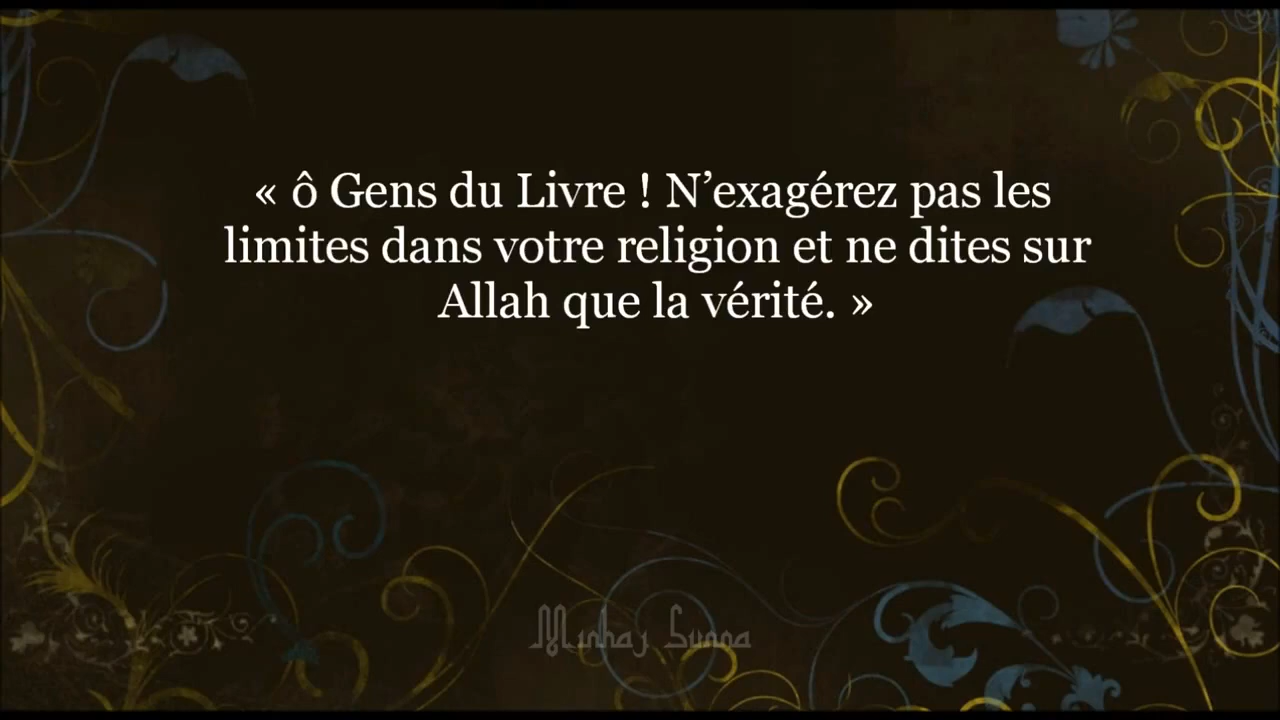 « ô Gens du Livre ! N’exagérez pas les
limites dans votre religion et ne dites sur
Allah que la vérité. »
Minhaj Sunna